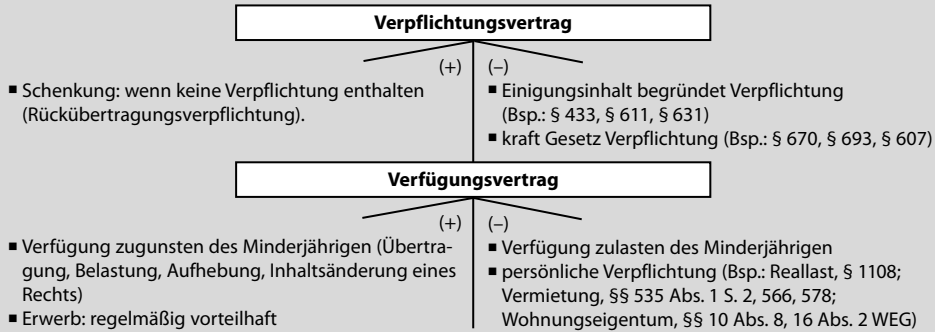 Verpflichtungsvertrag
(+)
(–)
▪ Schenkung: wenn keine Verpflichtung enthalten
(Rückübertragungsverpflichtung).
▪ Einigungsinhalt begründet Verpflichtung
(Bsp.: § 433, § 611, § 631)
▪ kraft Gesetz Verpflichtung (Bsp.: § 670, § 693, § 607)
Verfügungsvertrag
(+)
(–)
▪ Verfügung zugunsten des Minderjährigen (Übertra-
gung, Belastung, Aufhebung, Inhaltsänderung eines
Rechts)
▪ Erwerb: regelmäßig vorteilhaft
▪ Verfügung zulasten des Minderjährigen
▪ persönliche Verpflichtung (Bsp.: Reallast, § 1108;
Vermietung, §§ 535 Abs. 1 S. 2, 566, 578;
Wohnungseigentum, §§ 10 Abs. 8, 16 Abs. 2 WEG)